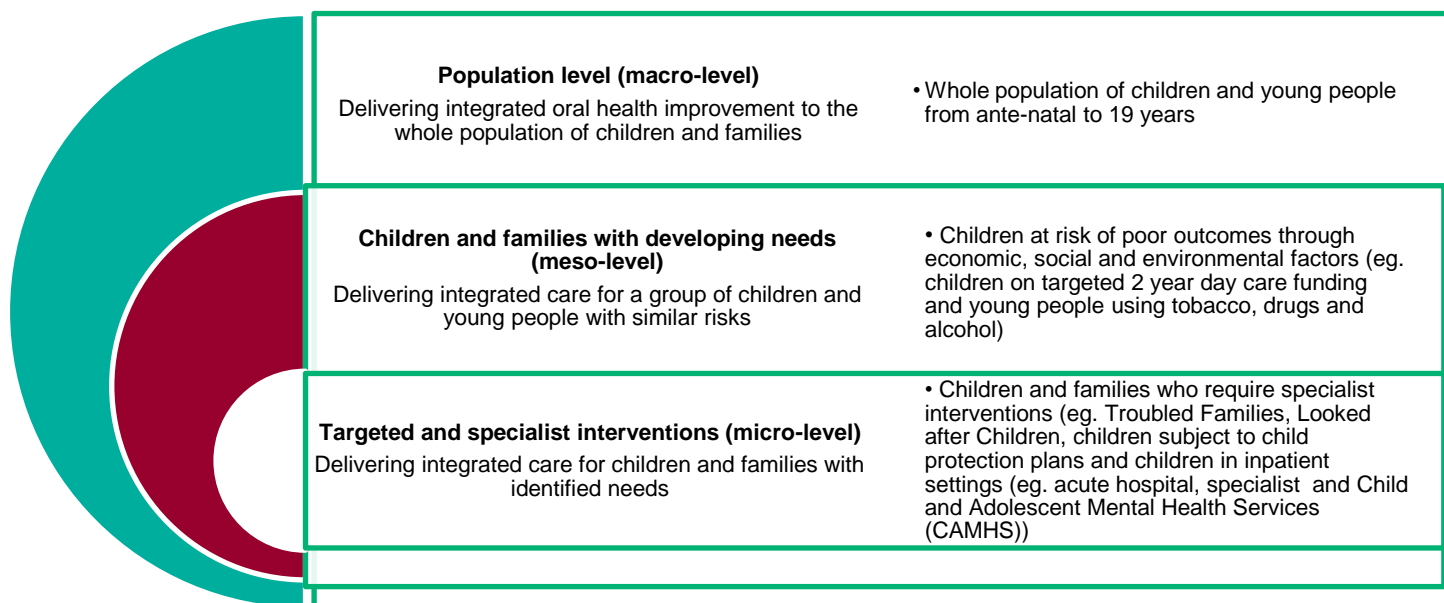 Population level (macro-level)
Delivering integrated oral health improvement to the
whole population of children and families
• Whole population of children and young people
from ante-natal to 19 years
Children and families with developing needs
(meso-level)
Delivering integrated care for a group of children and
young people with similar risks
• Children at risk of poor outcomes through
economic, social and environmental factors (eg.
children on targeted 2 year day care funding
and young people using tobacco, drugs and
alcohol)
Targeted and specialist interventions (micro-level)
Delivering integrated care for children and families with
identified needs
• Children and families who require specialist
interventions (eg. Troubled Families, Looked
after Children, children subject to child
protection plans and children in inpatient
settings (eg. acute hospital, specialist  and Child
and Adolescent Mental Health Services
(CAMHS))